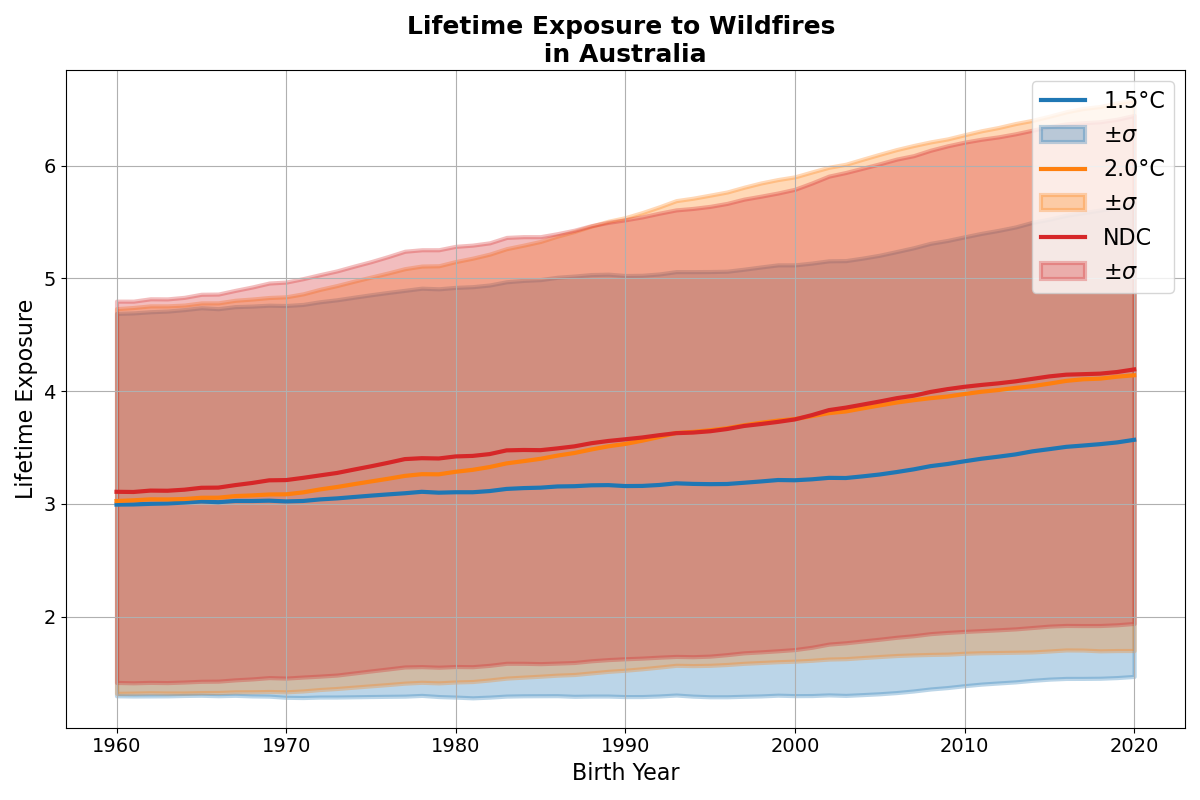 Lifetime Exposure to Wildfires
in Australia
1.5°C
±σ
2.0°C
±σ
NDC
±σ
Lifetime Exposure
6
5
4
3
2
1960 1970 1980 1990 2000 2010 2020
Birth Year